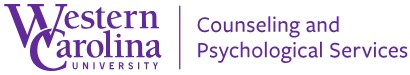 Western
Carolina
UNIVERSITY
Counseling and
Psychological Services